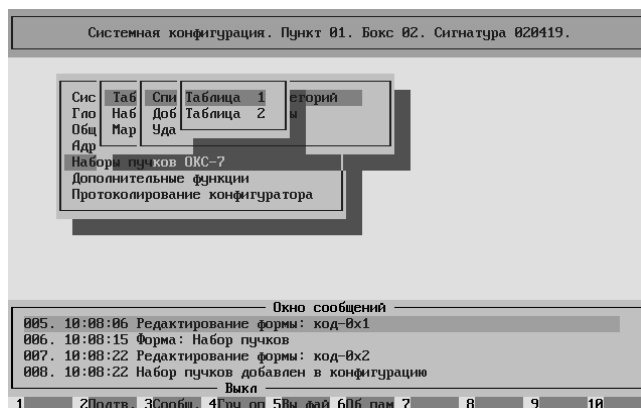 Системная конфигурация. Пункт 01. Бокс 02. Сигнатура 020419.
Сис Таб Спи Таблица 1 егорий
Гло Наб Доб Таблица 2 ы
Общ Мар Уда
Адр
Наборы пучков ОКС-7
Дополнительные функции
Протоколирование конфигуратора
Окно сообщений
005. 10:08:06 Редактирование формы: код-0x1
006. 10:08:15 Форма: Набор пучков
007. 10:08:22 Редактирование формы: код-0x2
008. 10:08:22 Набор пучков добавлен в конфигурацию
Выкл
1 2Подтв. 3Сообщ. 4Гру оп 5Вы фай 6Об пам 7 8 9 10